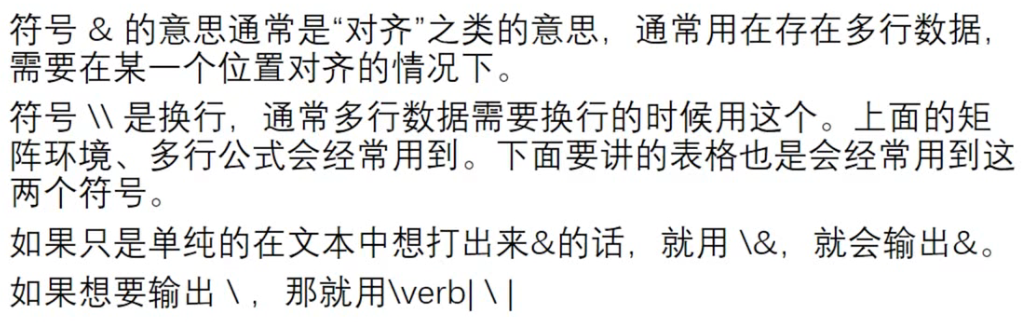 符号 & 的意思通常是“对齐”之类的意思，通常用在存在多行数据，
需要在某一个位置对齐的情况下。
符号 \\ 是换行，通常多行数据需要换行的时候用这个。上面的矩
阵环境、多行公式会经常用到。下面要讲的表格也是会经常用到这
两个符号。
如果只是单纯的在文本中想打出来&的话，就用 \&，就会输出&。
如果想要输出 \ ，那就用\verb| \ |